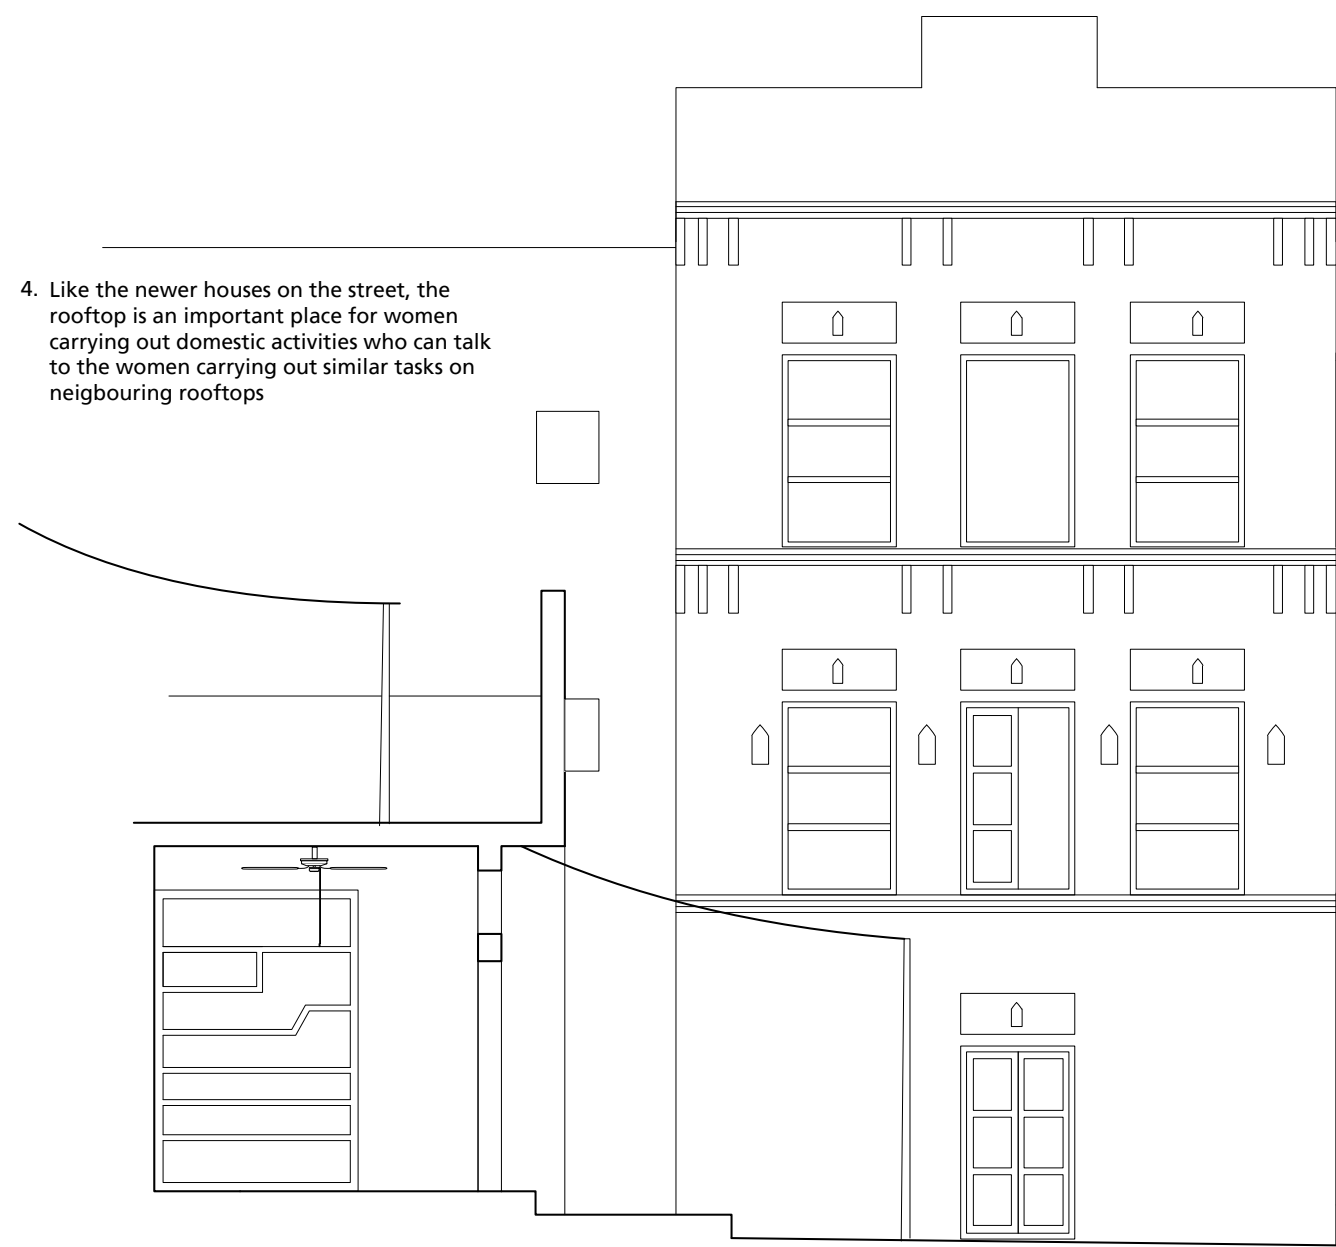 4. Like the newer houses on the street, the
rooftop is an important place for women
carrying out domestic activities who can talk
to the women carrying out similar tasks on
neigbouring rooftops